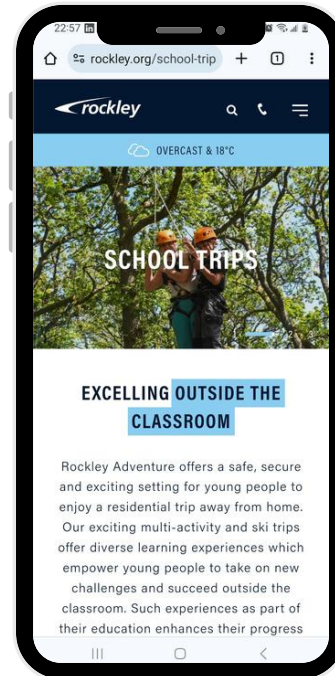 22:57
rockley.org/school-trip
1
rockley
OVERCAST & 18°C
SCHOOL TRIPS
EXCELLING OUTSIDE THE
CLASSROOM
Rockley Adventure offers a safe, secure
and exciting setting for young people to
enjoy a residential trip away from home.
Our exciting multi-activity and ski trips
offer diverse learning experiences which
empower young people to take on new
challenges and succeed outside the
classroom. Such experiences as part of
their education enhances their progress